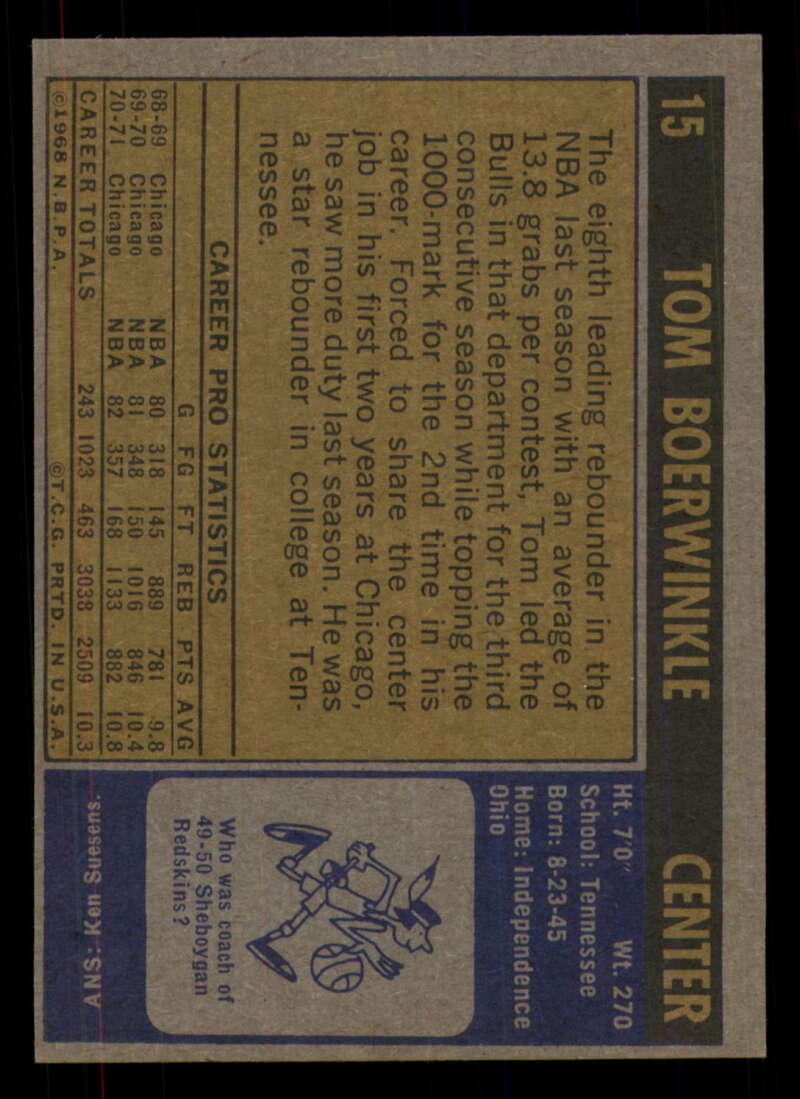 15 TOM BOERWINKLE CENTER
The eighth leading rebounder in the
NBA last season with an average of
13.8 grabs per contest, Tom led the
Bulls in that department for the third
consecutive season while topping the
1000-mark for the 2nd time in his
career. Forced to share the center
job in his first two years at Chicago,
he saw more duty last season. He was
a star rebounder in college at Ten-
nessee.
CAREER PRO STATISTICS
G FG FT REB PTS AVG
68-69 Chicago NBA 80 318 145 889 781 9.8
69-70 Chicago NBA 81 348 150 1016 846 10.4
70-71 Chicago NBA 82 357 168 1133 882 10.8
CAREER TOTALS 243 1023 463 3038 2509 10.3
©1968 N.B.P.A. ©T.C.G. PRTD. IN U.S.A.
Ht. 7'0" Wt. 270
School: Tennessee
Born: 8-23-45
Home: Independence
Ohio
Who was coach of
49-50 Sheboygan
Redskins?
ANS: Ken Suesens.